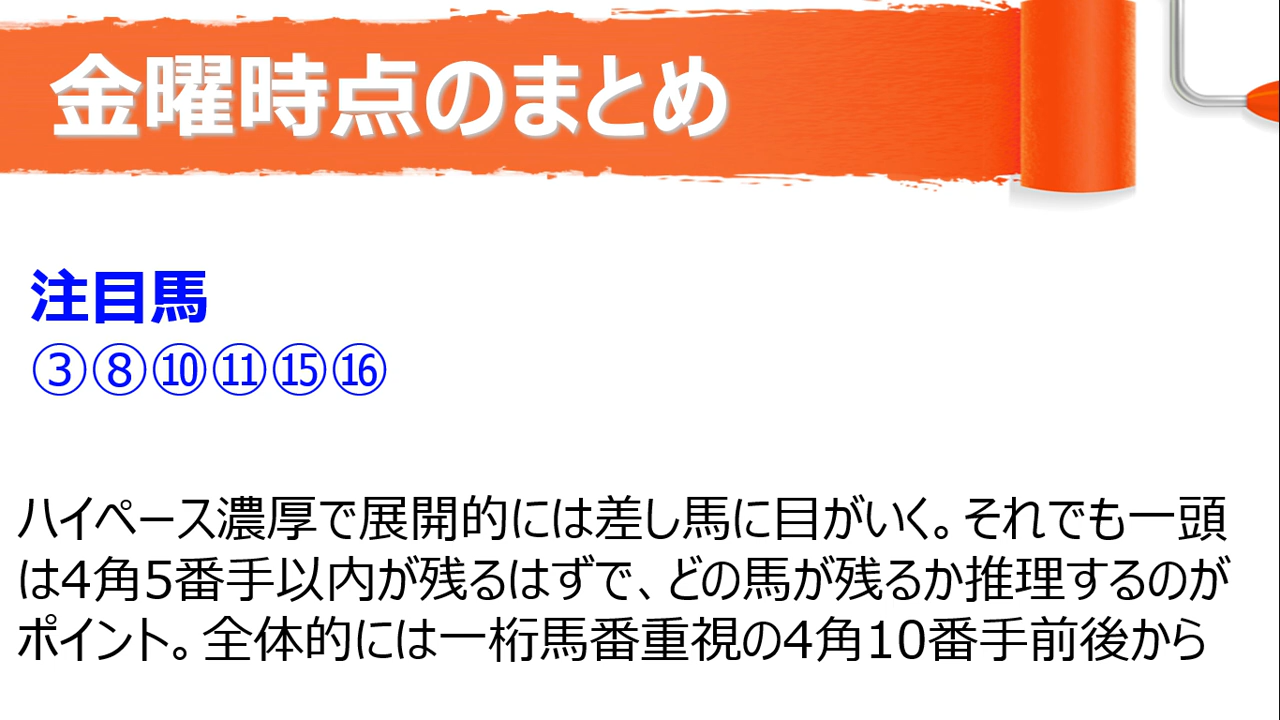 金曜時点のまとめ
注目馬
③⑧⑩⑪⑮⑯
ハイペース濃厚で展開的には差し馬に目がいく。それでも一頭
は4角5番手以内が残るはずで、どの馬が残るか推理するのが
ポイント。全体的には一桁馬番重視の4角10番手前後から